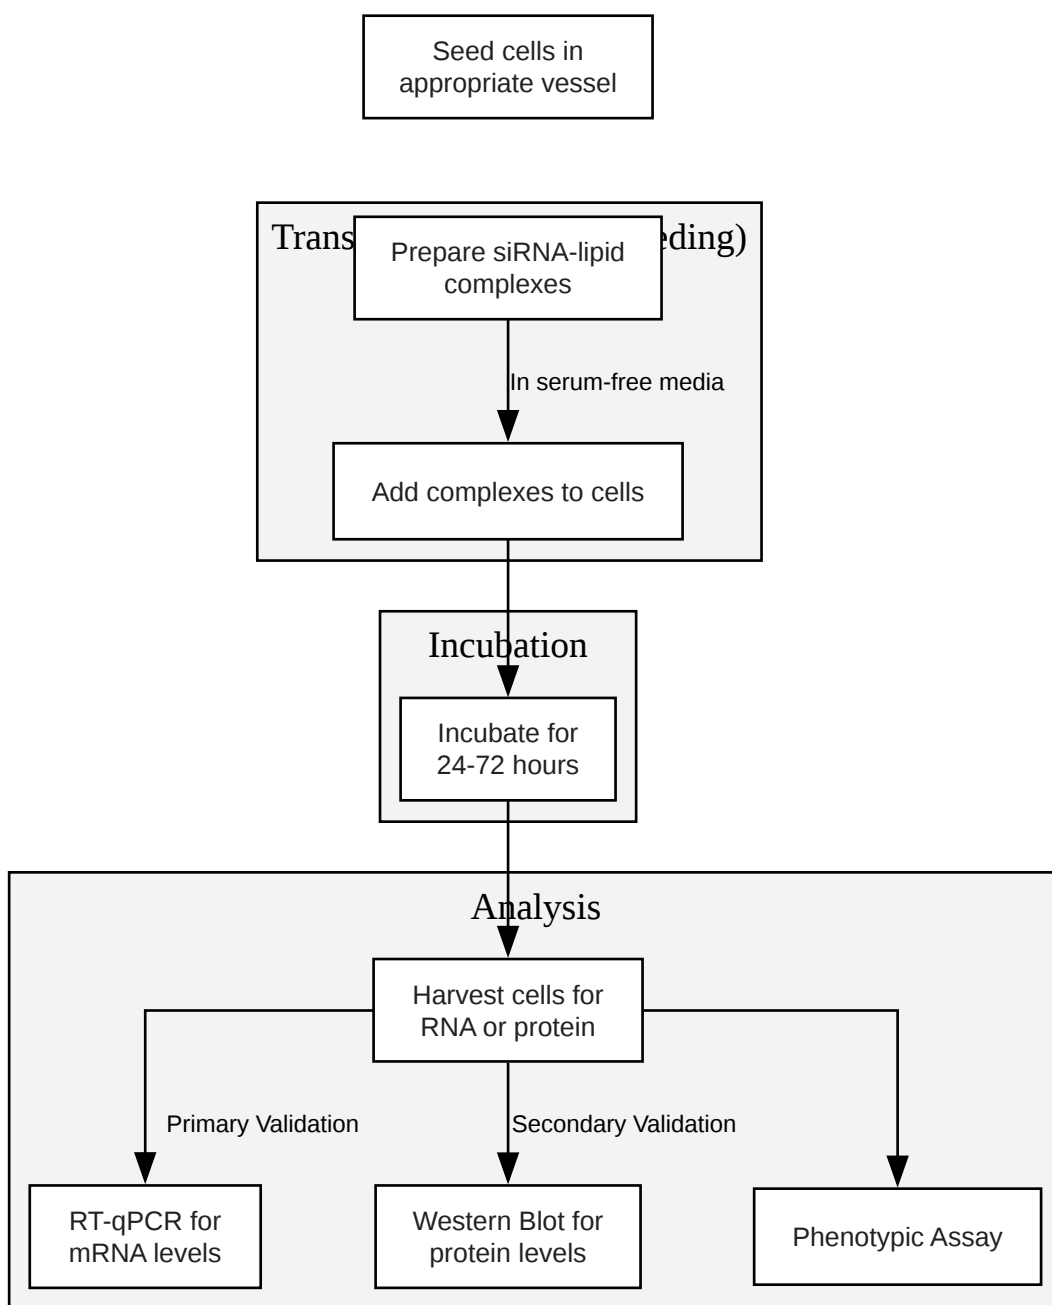 Seed cells in
appropriate vessel
Prepare siRNA-lipid
complexes
In serum-free media
Add complexes to cells
Incubation
Incubate for
24-72 hours
Analysis
Harvest cells for
RNA or protein
Primary Validation
Secondary Validation
RT-qPCR for
mRNA levels
Western Blot for
protein levels
Phenotypic Assay